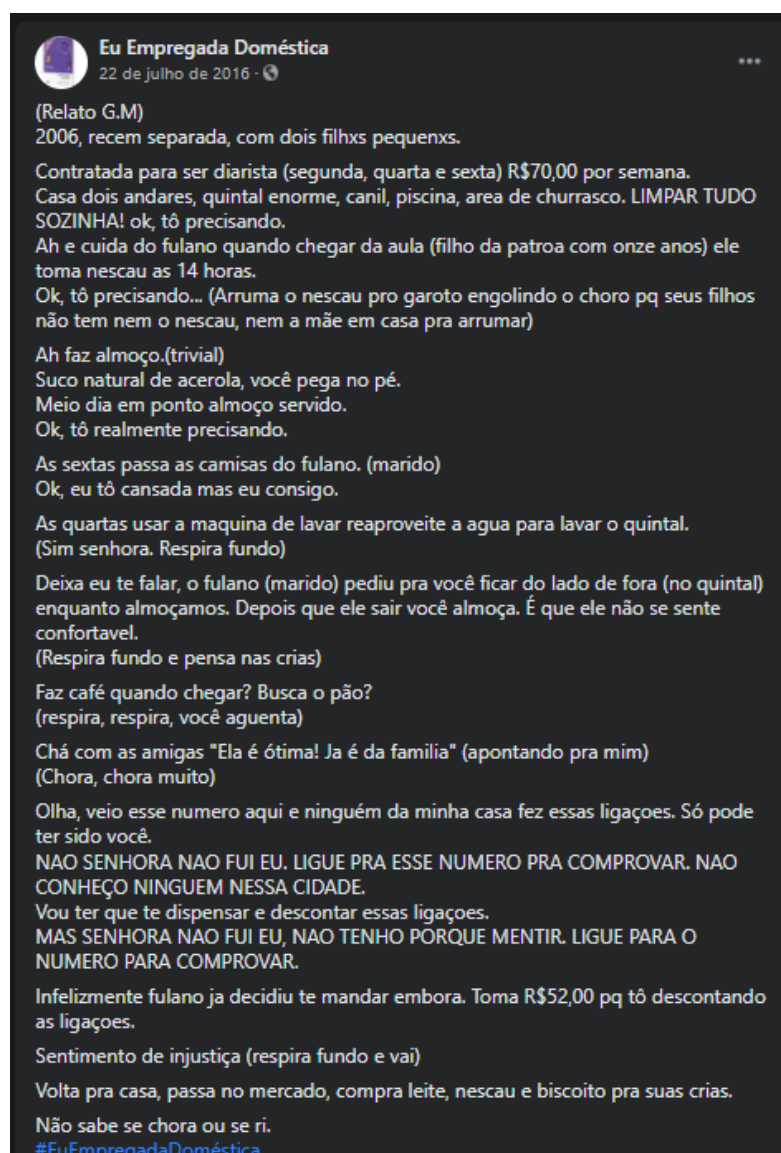 Eu Empregada Doméstica
22 de julho de 2016 ·
(Relato G.M)
2006, recem separada, com dois filhxs pequenxs.
Contratada para ser diarista (segunda, quarta e sexta) R$70,00 por semana.
Casa dois andares, quintal enorme, canil, piscina, area de churrasco. LIMPAR TUDO
SOZINHA! ok, tô precisando.
Ah e cuida do fulano quando chegar da aula (filho da patroa com onze anos) ele
toma nescau as 14 horas.
Ok, tô precisando... (Arruma o nescau pro garoto engolindo o choro pq seus filhos
não tem nem o nescau, nem a mãe em casa pra arrumar)
Ah faz almoço.(trivial)
Suco natural de acerola, você pega no pé.
Meio dia em ponto almoço servido.
Ok, tô realmente precisando.
As sextas passa as camisas do fulano. (marido)
Ok, eu tô cansada mas eu consigo.
As quartas usar a maquina de lavar reaproveite a agua para lavar o quintal.
(Sim senhora. Respira fundo)
Deixa eu te falar, o fulano (marido) pediu pra você ficar do lado de fora (no quintal)
enquanto almoçamos. Depois que ele sair você almoça. É que ele não se sente
confortavel.
(Respira fundo e pensa nas crias)
Faz café quando chegar? Busca o pão?
(respira, respira, você aguenta)
Chá com as amigas "Ela é ótima! Ja é da familia" (apontando pra mim)
(Chora, chora muito)
Olha, veio esse numero aqui e ninguém da minha casa fez essas ligaçoes. Só pode
ter sido você.
NAO SENHORA NAO FUI EU. LIGUE PRA ESSE NUMERO PRA COMPROVAR. NAO
CONHEÇO NINGUEM NESSA CIDADE.
Vou ter que te dispensar e descontar essas ligaçoes.
MAS SENHORA NAO FUI EU, NAO TENHO PORQUE MENTIR. LIGUE PARA O
NUMERO PARA COMPROVAR.
Infelizmente fulano ja decidiu te mandar embora. Toma R$52,00 pq tô descontando
as ligaçoes.
Sentimento de injustiça (respira fundo e vai)
Volta pra casa, passa no mercado, compra leite, nescau e biscoito pra suas crias.
Não sabe se chora ou se ri.
#EuEmpregadaDoméstica